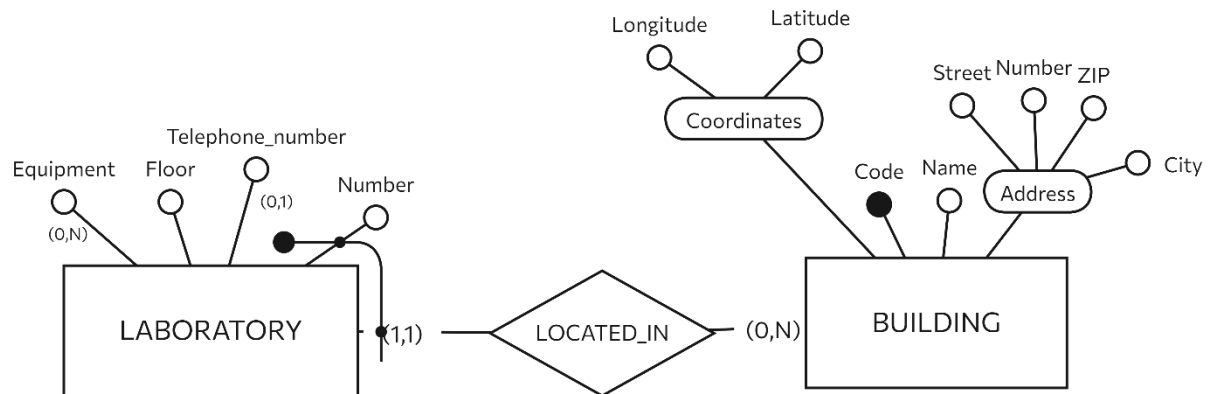 Longitude
Latitude
Street
Number
ZIP
Coordinates
Telephone_number
Equipment
Floor
Number
(0,N)
(0,1)
Code
Name
Address
City
LABORATORY
(1,1)
LOCATED_IN
(0,N)
BUILDING